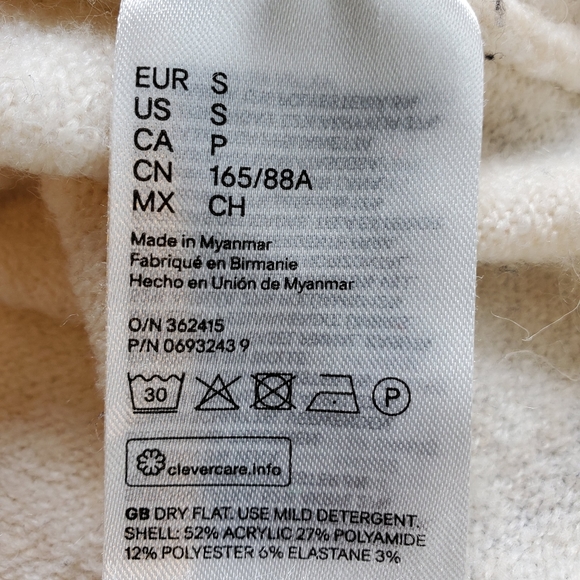 EUR S
US S
CA P
CN 165/88A
MX CH
Made in Myanmar
Fabriqué en Birmanie
Hecho en Unión de Myanmar
O/N 362415
P/N 0693243 9
30 P
clevercare.info
GB DRY FLAT. USE MILD DETERGENT.
SHELL: 52% ACRYLIC 27% POLYAMIDE
12% POLYESTER 6% ELASTANE 3%